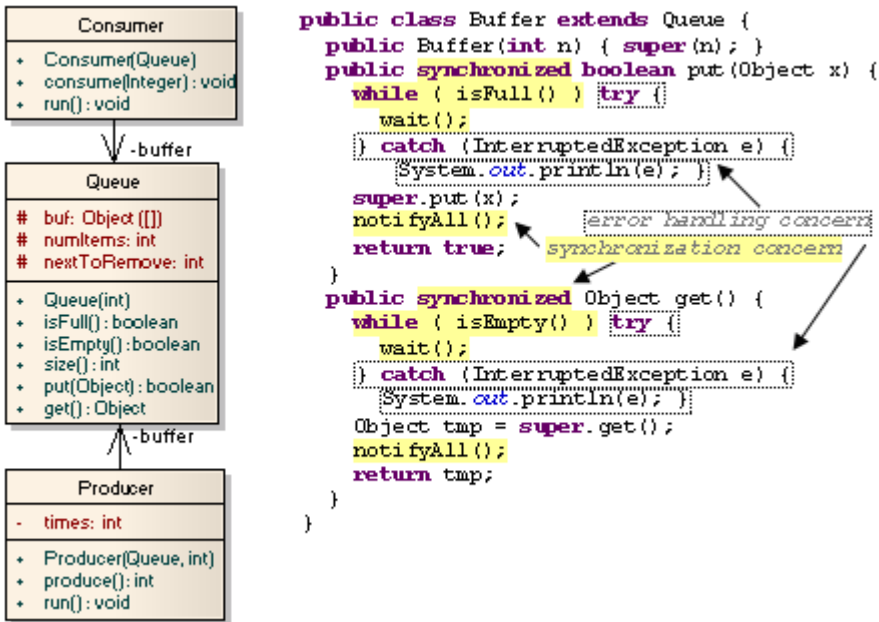 Consumer
+ Consumer(Queue)
+ consume(Integer) : void
+ run() : void
-buffer
Queue
# buf: Object ([])
# numItems: int
# nextToRemove: int
+ Queue(int)
+ isFull() : boolean
+ isEmpty() : boolean
+ size() : int
+ put(Object) : boolean
+ get() : Object
-buffer
Producer
- times: int
+ Producer(Queue, int)
+ produce() : int
+ run() : void
public class Buffer extends Queue {
public Buffer(int n) { super(n); }
public synchronized boolean put(Object x) {
while ( isFull() ) try {
wait();
} catch (InterruptedException e) {
System.out.println(e); }
super.put(x);
notifyAll();
error handling concern
return true;
synchronization concern
}
public synchronized Object get() {
while ( isEmpty() ) try {
wait();
} catch (InterruptedException e) {
System.out.println(e); }
Object tmp = super.get();
notifyAll();
return tmp;
}
}